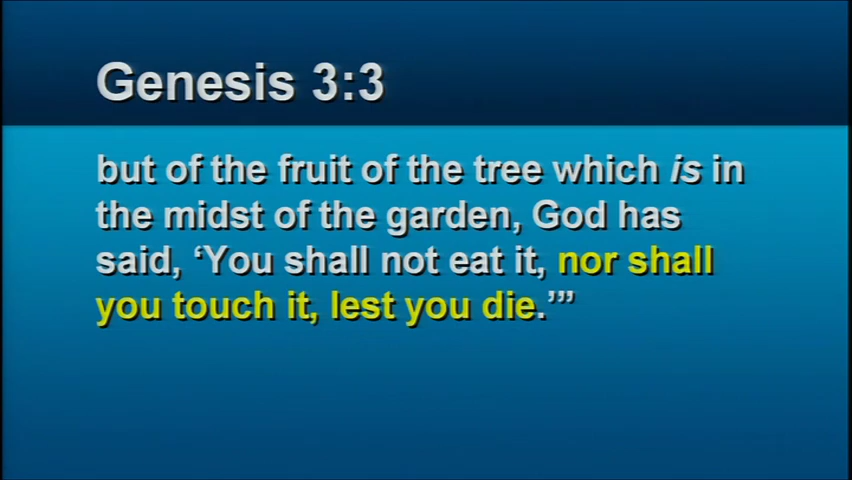 Genesis 3:3
but of the fruit of the tree which is in
the midst of the garden, God has
said, ‘You shall not eat it, nor shall
you touch it, lest you die.’”